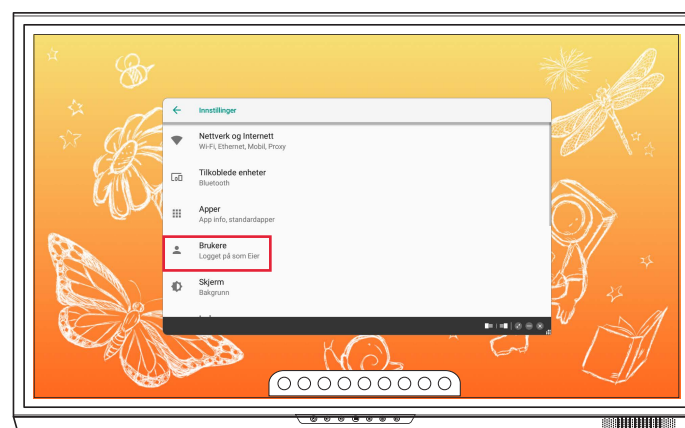 Innstillinger
Nettverk og Internett
Wi-Fi, Ethernet, Mobil, Proxy
Tilkoblede enheter
Bluetooth
Apper
App info, standardapper
Brukere
Logget på som Eier
Skjerm
Bakgrunn